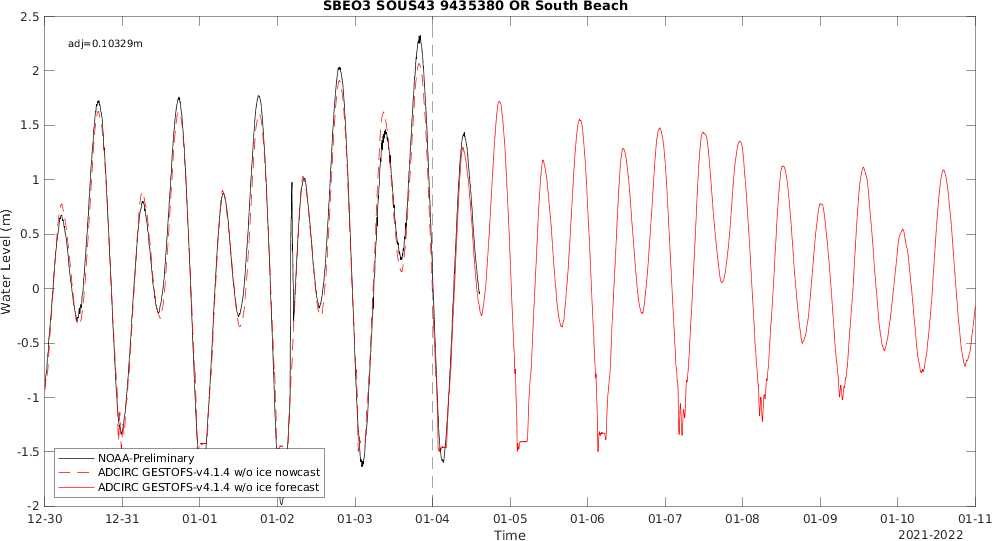 SBEO3 SOUS43 9435380 OR South Beach
adj=0.10329m
2.5
2
1.5
1
0.5
0
-0.5
-1
-1.5
-2
Water Level (m)
NOAA-Preliminary
ADCIRC GESTOFS-v4.1.4 w/o ice nowcast
ADCIRC GESTOFS-v4.1.4 w/o ice forecast
12-30 12-31 01-01 01-02 01-03 01-04 01-05 01-06 01-07 01-08 01-09 01-10 01-11
Time
2021-2022